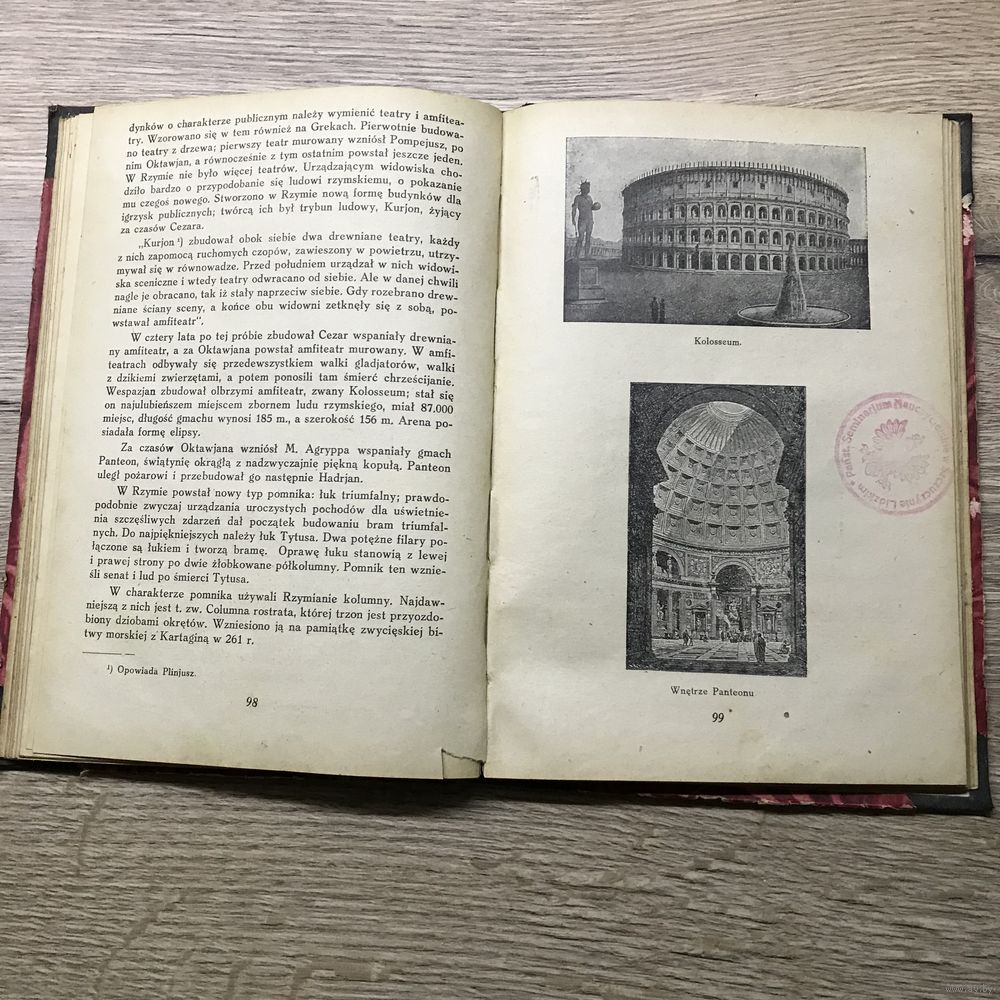 dynków o charakterze publicznym należy wymienić teatry i amfitea-
try. Wzorowano się w tem również na Grekach. Pierwotnie budowa-
no teatry z drzewa; pierwszy teatr murowany wzniósł Pompejusz, po
nim Oktawjan, a równocześnie z tym ostatnim powstał jeszcze jeden.
W Rzymie nie było więcej teatrów. Urządzającym widowiska cho-
dziło bardzo o przypodobanie się ludowi rzymskiemu, o pokazanie
mu czegoś nowego. Stworzono w Rzymie nową formę budynków dla
igrzysk publicznych; twórcą ich był trybun ludowy, Kurjon, żyjący
za czasów Cezara.
„Kurjon¹) zbudował obok siebie dwa drewniane teatry, każdy
z nich zapomocą ruchomych czopów, zawieszony w powietrzu, utrzy-
mywał się w równowadze. Przed południem urządzał w nich widowi-
ska sceniczne i wtedy teatry odwracano od siebie. Ale w danej chwili
nagle je obracano, tak iż stały naprzeciw siebie. Gdy rozebrano drew-
niane ściany sceny, a końce obu widowni zetknęły się z sobą, po-
wstawał amfiteatr".
W cztery lata po tej próbie zbudował Cezar wspaniały drewnia-
ny amfiteatr, a za Oktawjana powstał amfiteatr murowany. W amfi-
teatrach odbywały się przedewszystkiem walki gladjatorów, walki
z dzikiemi zwierzętami, a potem ponosili tam śmierć chrześcijanie.
Wespazjan zbudował olbrzymi amfiteatr, zwany Kolosseum; stał się
on najulubieńszem miejscem zbornem ludu rzymskiego, miał 87.000
miejsc, długość gmachu wynosi 185 m., a szerokość 156 m. Arena po-
siadała formę elipsy.
Za czasów Oktawjana wzniósł M. Agryppa wspaniały gmach
Panteon, świątynię okrągłą z nadzwyczajnie piękną kopułą. Panteon
uległ pożarowi i przebudował go następnie Hadrjan.
W Rzymie powstał nowy typ pomnika: łuk triumfalny; prawdo-
podobnie zwyczaj urządzania uroczystych pochodów dla uświetnie-
nia szczęśliwych zdarzeń dał początek budowaniu bram triumfal-
nych. Do najpiękniejszych należy łuk Tytusa. Dwa potężne filary po-
łączone są łukiem i tworzą bramę. Oprawę łuku stanowią z lewej
i prawej strony po dwie żłobkowane półkolumny. Pomnik ten wznie-
śli senat i lud po śmierci Tytusa.
W charakterze pomnika używali Rzymianie kolumny. Najdaw-
niejszą z nich jest t. zw. Columna rostrata, której trzon jest przyozdo-
biony dziobami okrętów. Wzniesiono ją na pamiątkę zwycięskiej bi-
twy morskiej z Kartaginą w 261 r.
¹) Opowiada Plinjusz.
98
Kolosseum.
Państ. Seminarjum Naucz
Wnętrze Panteonu
99